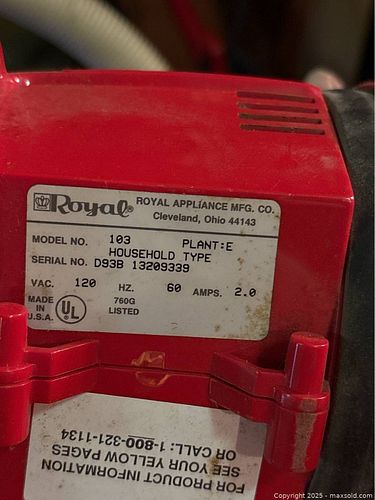 Royal®
ROYAL APPLIANCE MFG. CO.
Cleveland, Ohio 44143
MODEL NO. 103 PLANT:E
HOUSEHOLD TYPE
SERIAL NO. D93B 13209339
VAC. 120 HZ. 60 AMPS. 2.0
MADE IN U.S.A. UL 760G LISTED
FOR PRODUCT INFORMATION
SEE YOUR YELLOW PAGES
OR CALL: 1-800-321-1134
Copyright © 2025 - maxsold.com